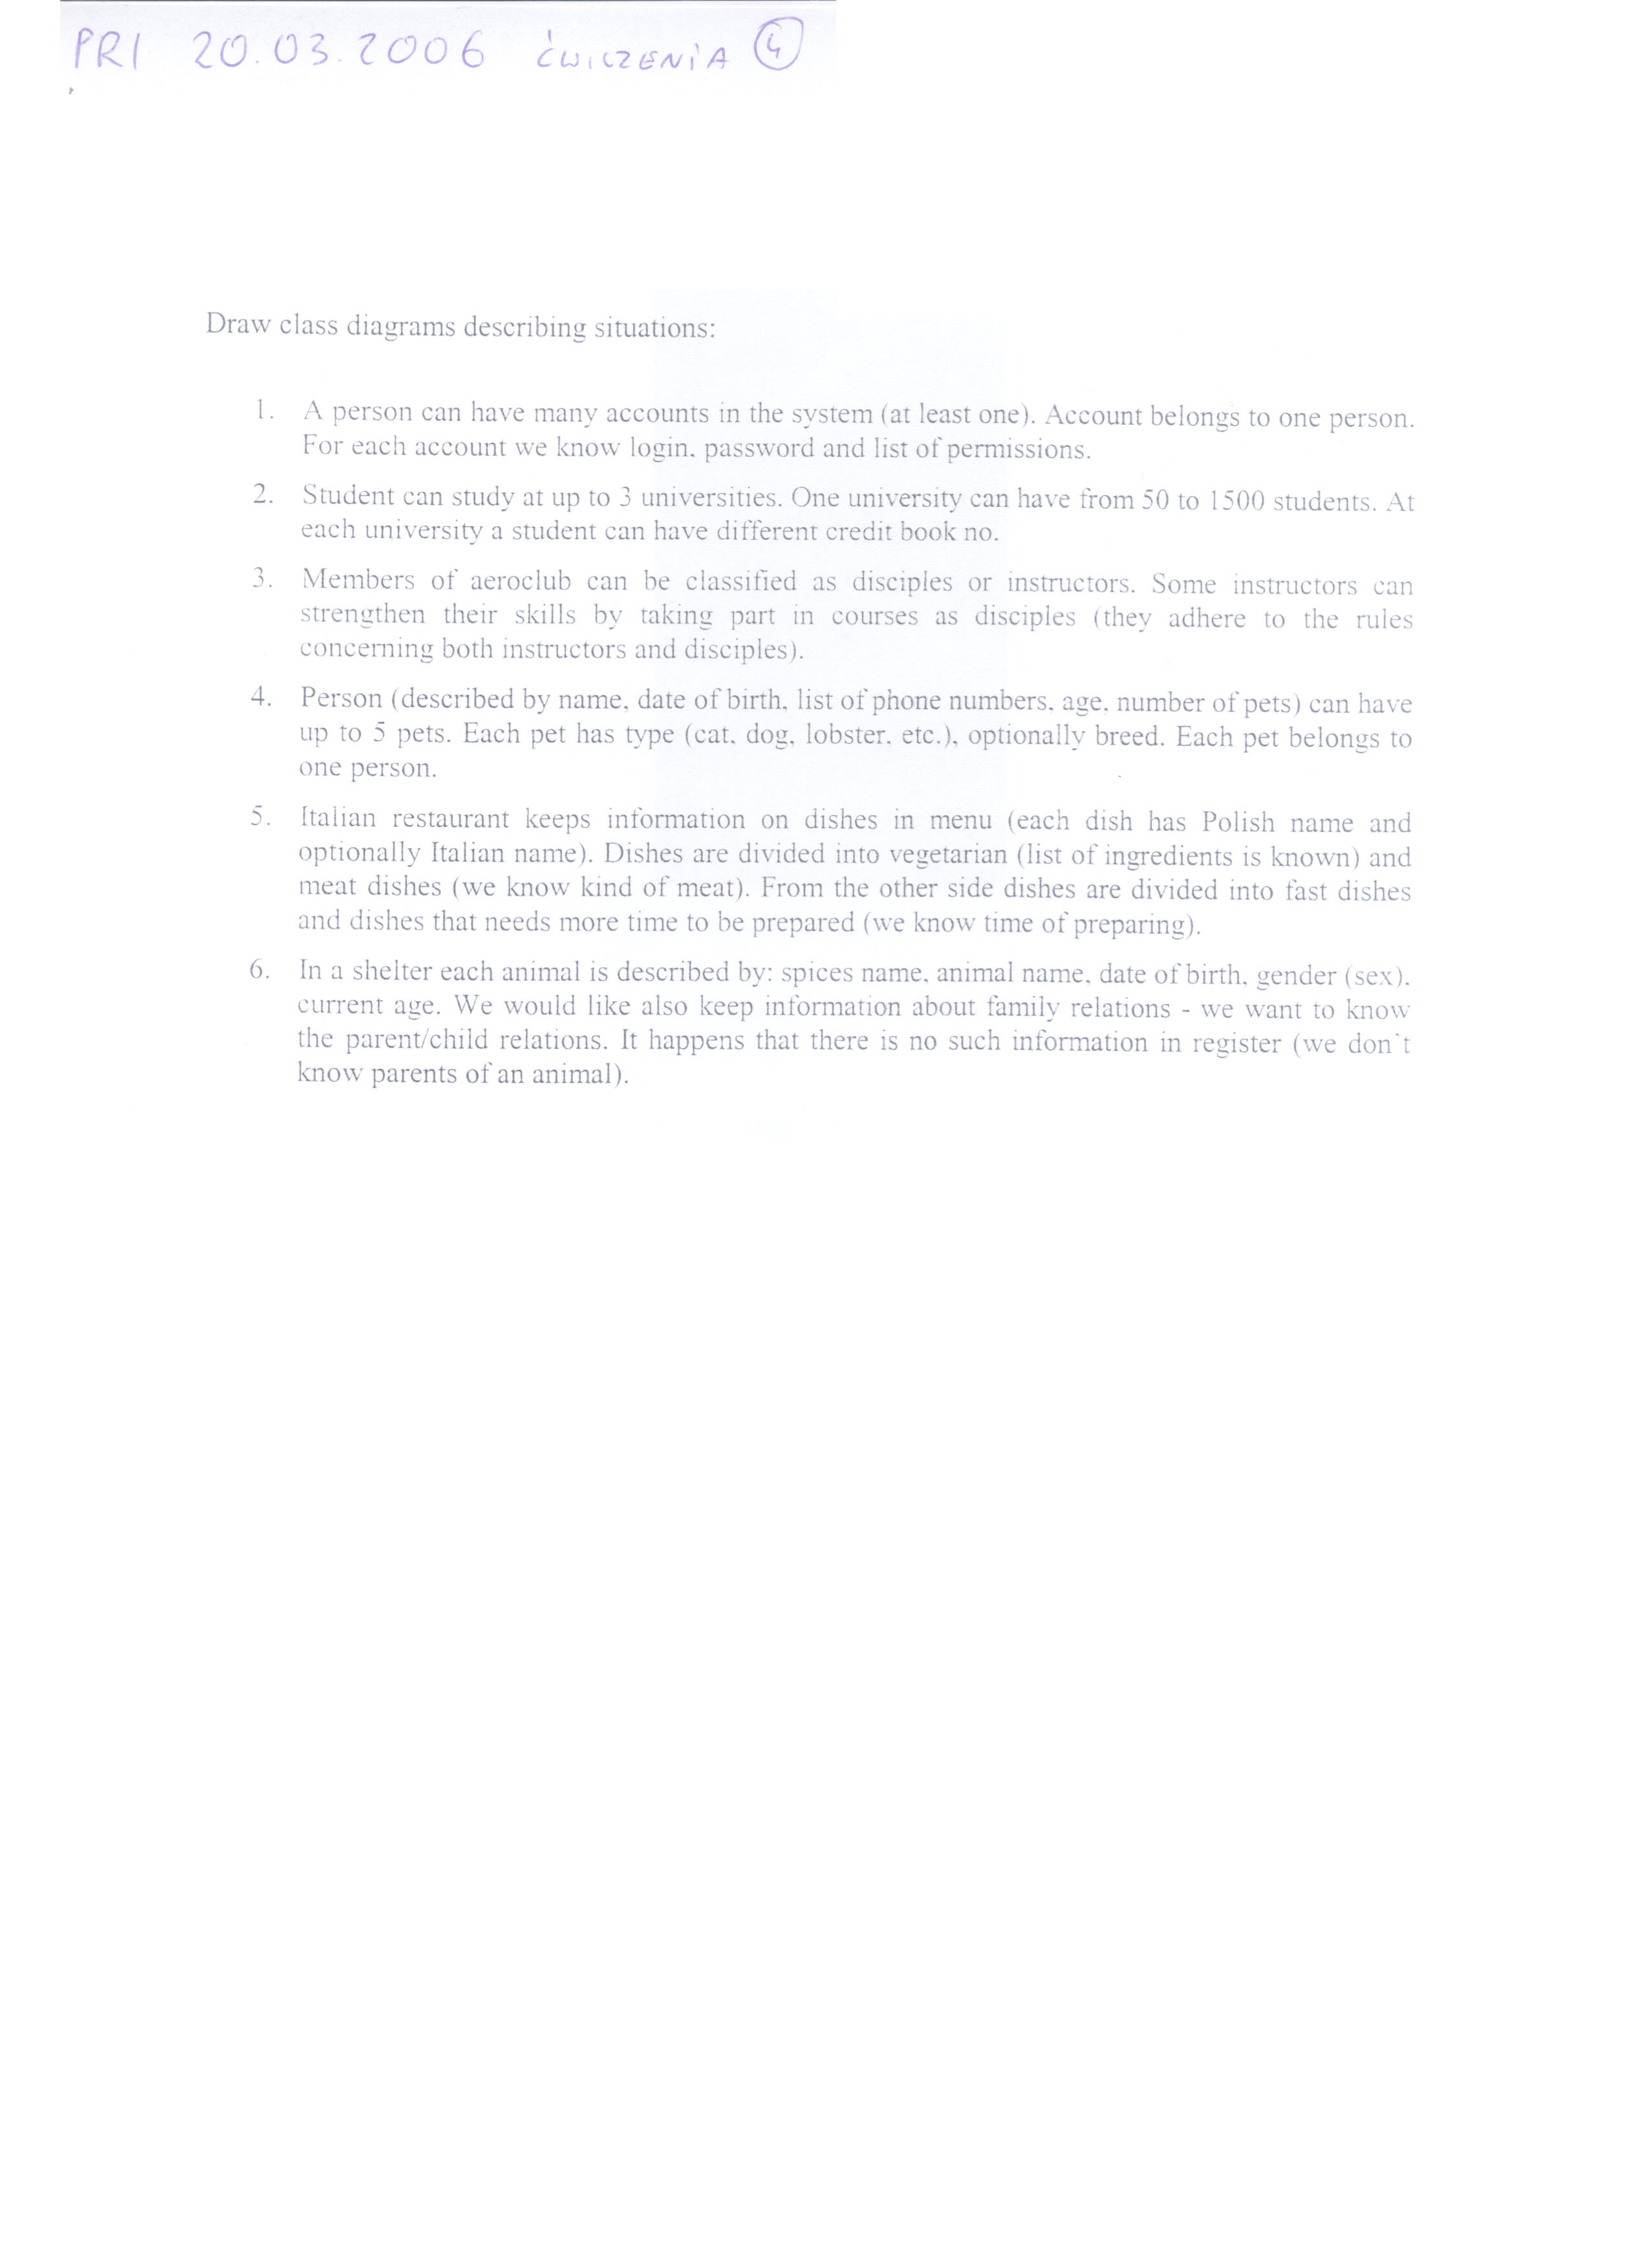 PRI 20.03.2006 ĆWICZENIA 4
Draw class diagrams describing situations:
1. A person can have many accounts in the system (at least one). Account belongs to one person.
For each account we know login, password and list of permissions.
2. Student can study at up to 3 universities. One university can have from 50 to 1500 students. At
each university a student can have different credit book no.
3. Members of aeroclub can be classified as disciples or instructors. Some instructors can
strengthen their skills by taking part in courses as disciples (they adhere to the rules
concerning both instructors and disciples).
4. Person (described by name, date of birth, list of phone numbers, age, number of pets) can have
up to 5 pets. Each pet has type (cat, dog, lobster, etc.), optionally breed. Each pet belongs to
one person.
5. Italian restaurant keeps information on dishes in menu (each dish has Polish name and
optionally Italian name). Dishes are divided into vegetarian (list of ingredients is known) and
meat dishes (we know kind of meat). From the other side dishes are divided into fast dishes
and dishes that needs more time to be prepared (we know time of preparing).
6. In a shelter each animal is described by: spices name, animal name, date of birth, gender (sex),
current age. We would like also keep information about family relations - we want to know
the parent/child relations. It happens that there is no such information in register (we don't
know parents of an animal).